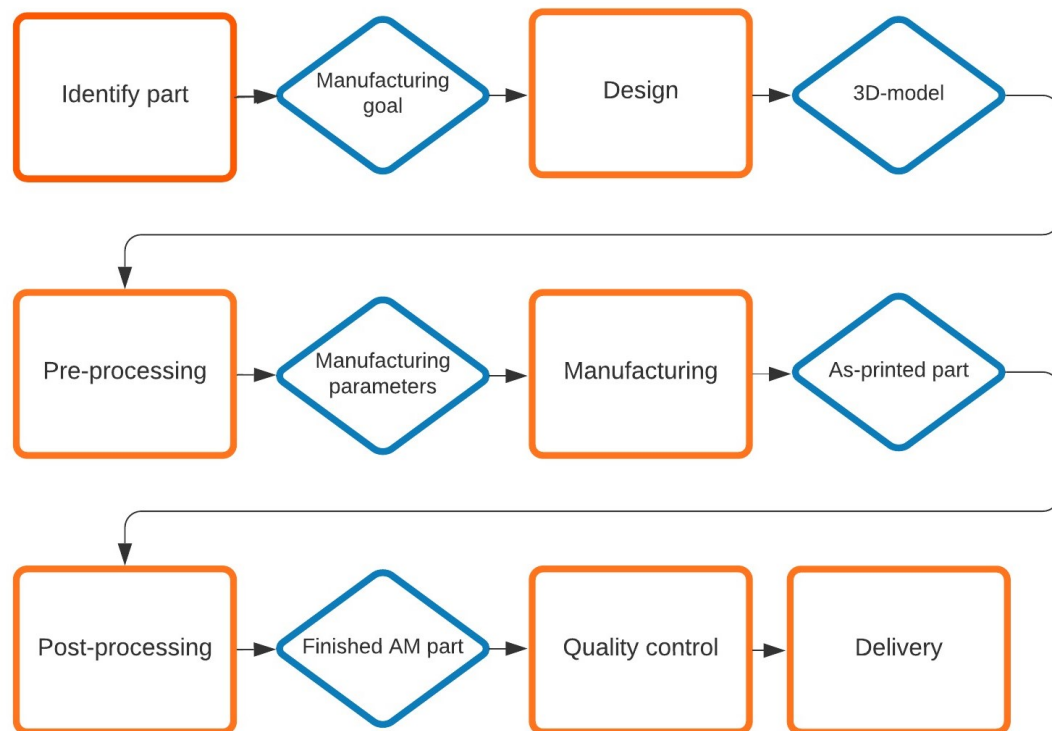 Identify part
Manufacturing
goal
Design
3D-model
Pre-processing
Manufacturing
parameters
Manufacturing
As-printed part
Post-processing
Finished AM part
Quality control
Delivery